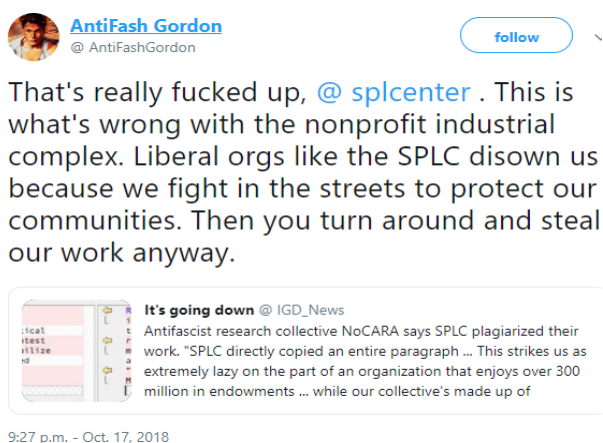 AntiFash Gordon
@ AntiFashGordon
follow
That's really fucked up, @ splcenter . This is
what's wrong with the nonprofit industrial
complex. Liberal orgs like the SPLC disown us
because we fight in the streets to protect our
communities. Then you turn around and steal
our work anyway.
It's going down @ IGD_News
Antifascist research collective NoCARA says SPLC plagiarized their
work. "SPLC directly copied an entire paragraph ... This strikes us as
extremely lazy on the part of an organization that enjoys over 300
million in endowments ... while our collective's made up of
9:27 p.m. - Oct. 17, 2018